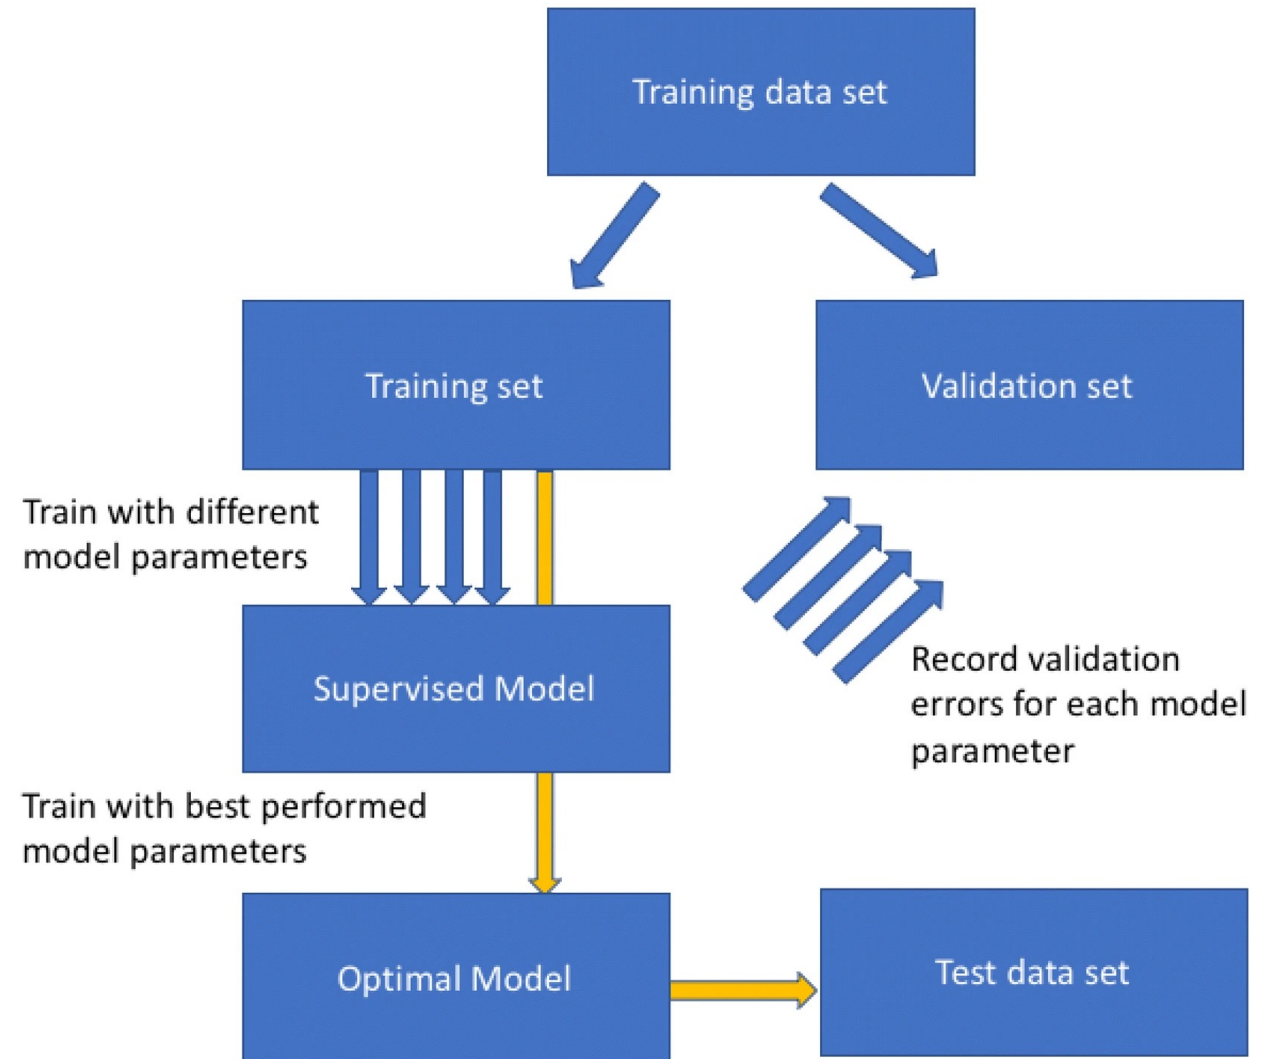 Training data set
Training set
Validation set
Train with different
model parameters
Supervised Model
Record validation
errors for each model
parameter
Train with best performed
model parameters
Optimal Model
Test data set